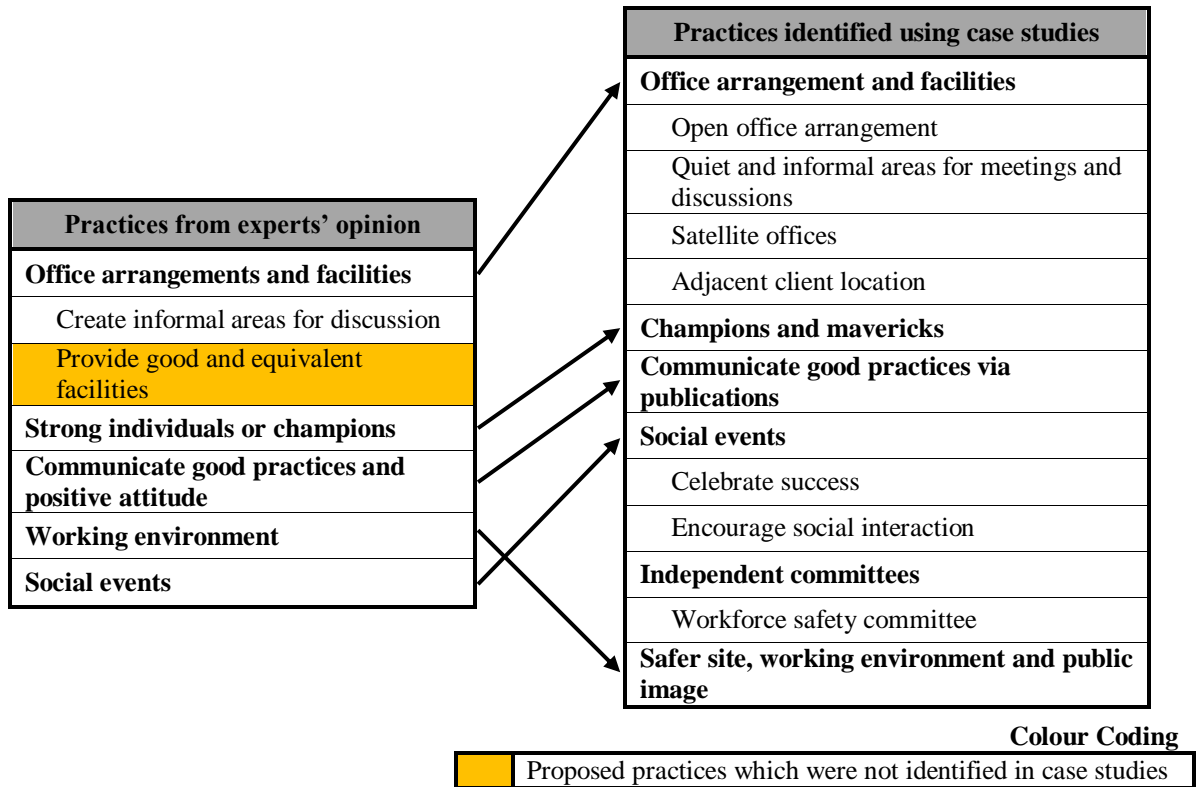 Practices from experts’ opinion
Office arrangements and facilities
Create informal areas for discussion
Provide good and equivalent
facilities
Strong individuals or champions
Communicate good practices and
positive attitude
Working environment
Social events
Practices identified using case studies
Office arrangement and facilities
Open office arrangement
Quiet and informal areas for meetings and
discussions
Satellite offices
Adjacent client location
Champions and mavericks
Communicate good practices via
publications
Social events
Celebrate success
Encourage social interaction
Independent committees
Workforce safety committee
Safer site, working environment and public
image
Colour Coding
Proposed practices which were not identified in case studies